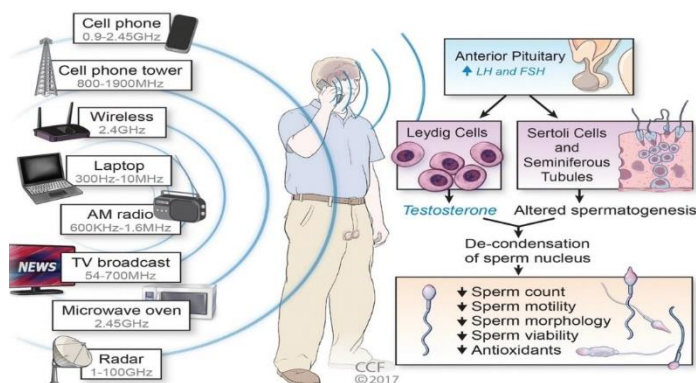 Cell phone
0.9-2.45GHz
Cell phone tower
800-1900MHz
Wireless
2.4GHz
Laptop
300Hz-10MHz
AM radio
600KHz-1.6MHz
NEWS
TV broadcast
54-700MHz
Microwave oven
2.45GHz
Radar
1-100GHz
CCF
©2017
Anterior Pituitary
↑ LH and FSH
Leydig Cells
Sertoli Cells
and
Seminiferous
Tubules
Testosterone
Altered spermatogenesis
De-condensation
of sperm nucleus
↓ Sperm count
↓ Sperm motility
↓ Sperm morphology
↓ Sperm viability
↓ Antioxidants